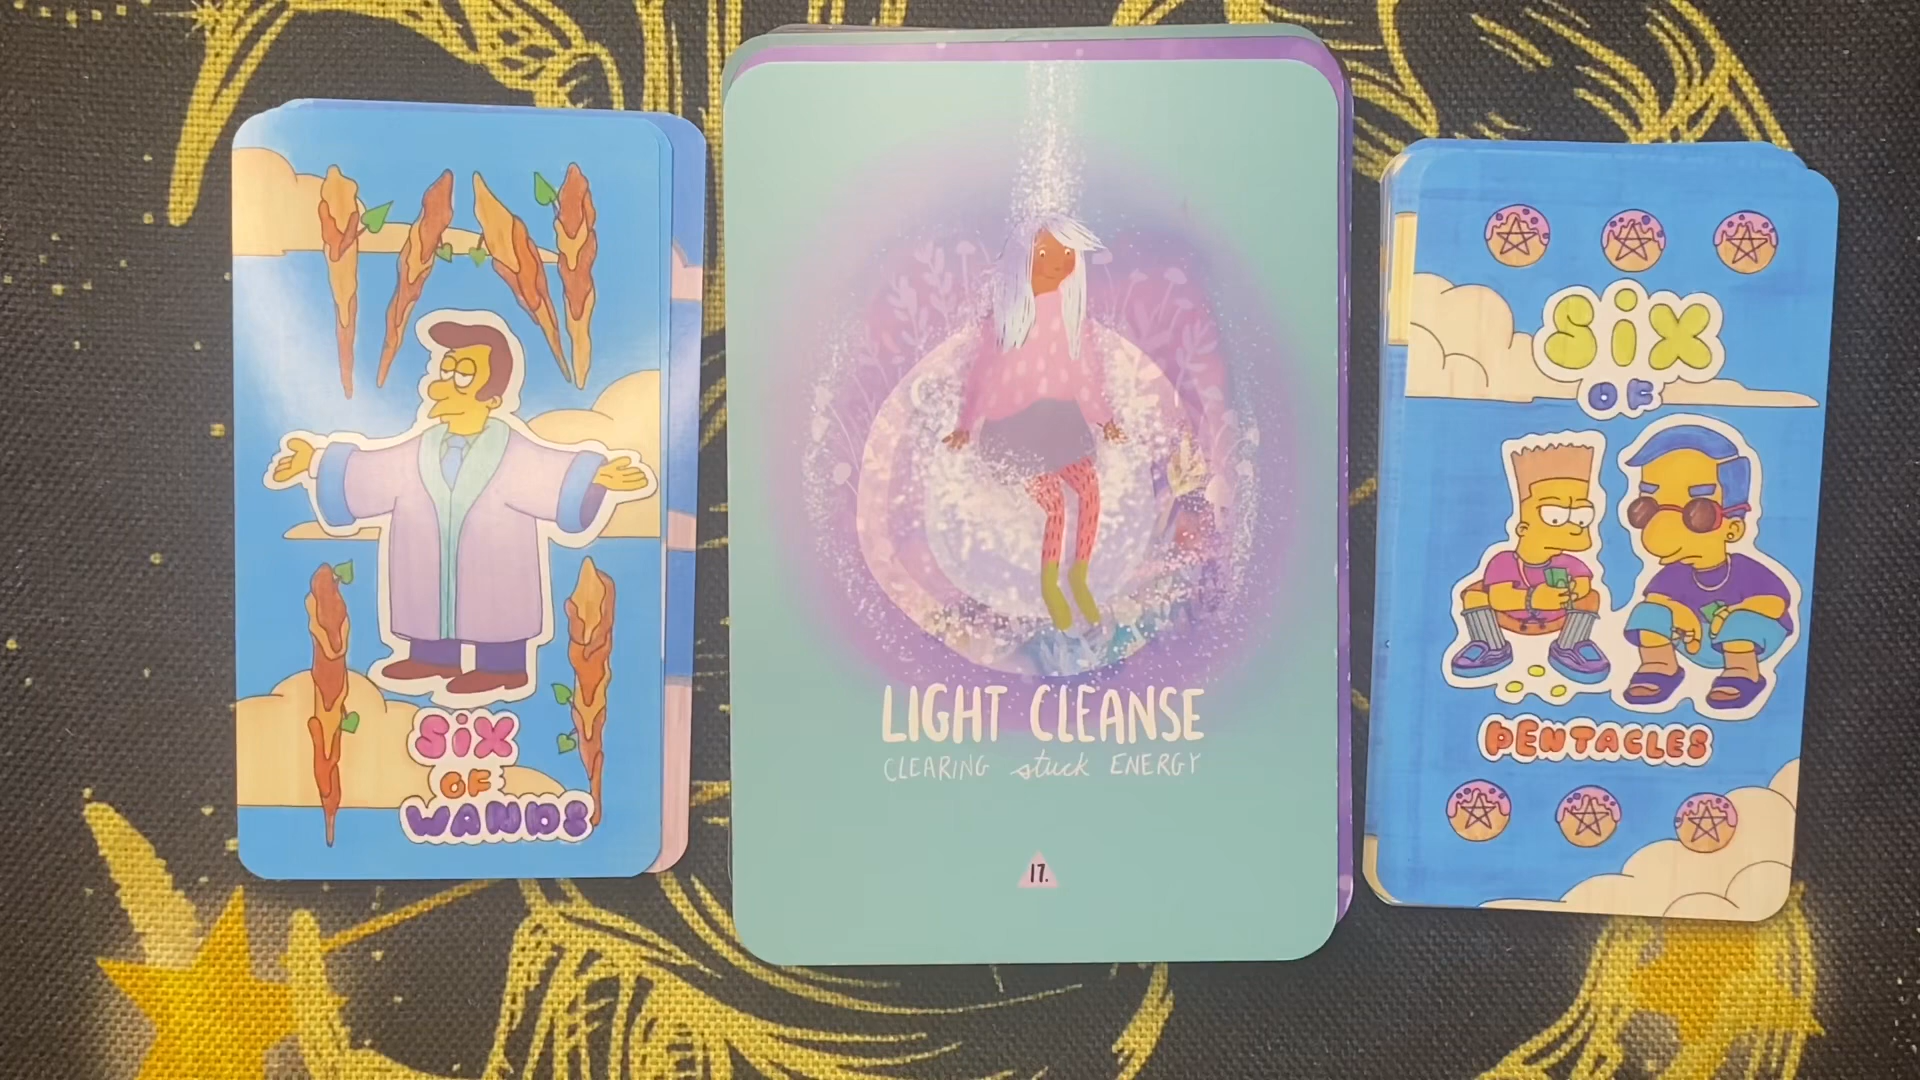 SIX
OF
WANDS
LIGHT CLEANSE
CLEARING stuck ENERGY
17.
SIX
OF
PENTACLES